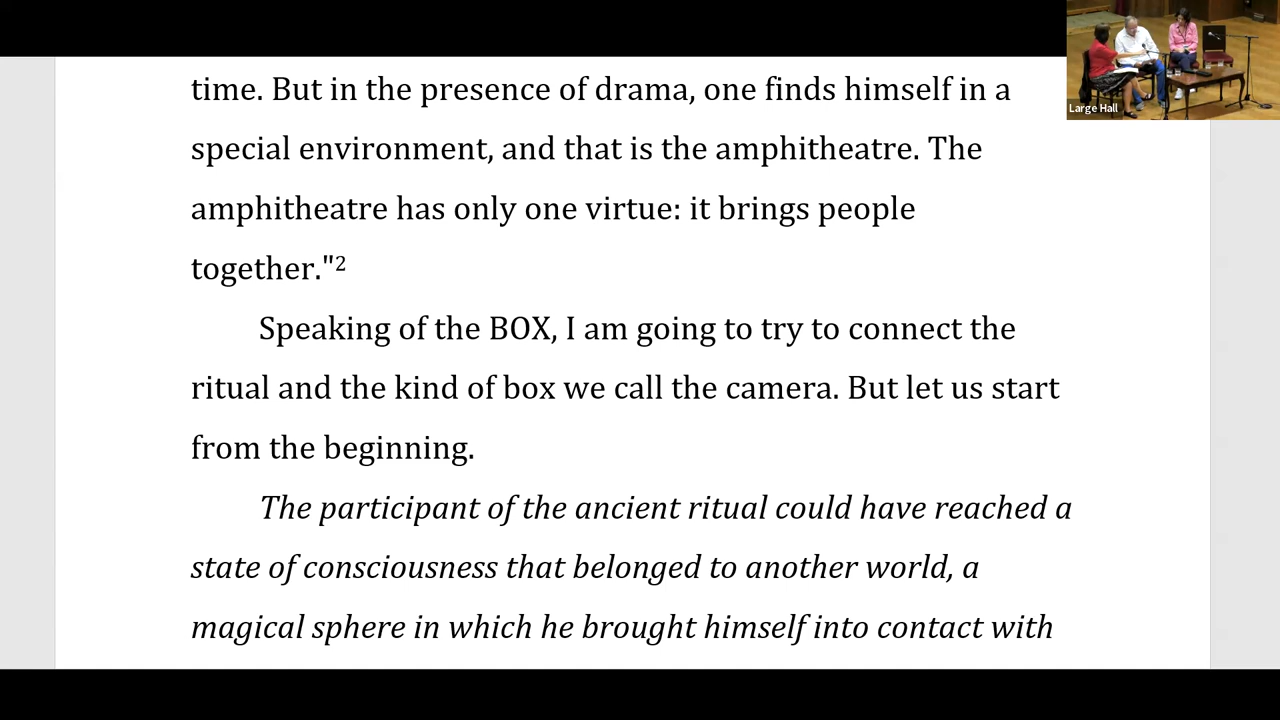 time. But in the presence of drama, one finds himself in a
special environment, and that is the amphitheatre. The
amphitheatre has only one virtue: it brings people
together."²
Speaking of the BOX, I am going to try to connect the
ritual and the kind of box we call the camera. But let us start
from the beginning.
The participant of the ancient ritual could have reached a
state of consciousness that belonged to another world, a
magical sphere in which he brought himself into contact with
Large Hall